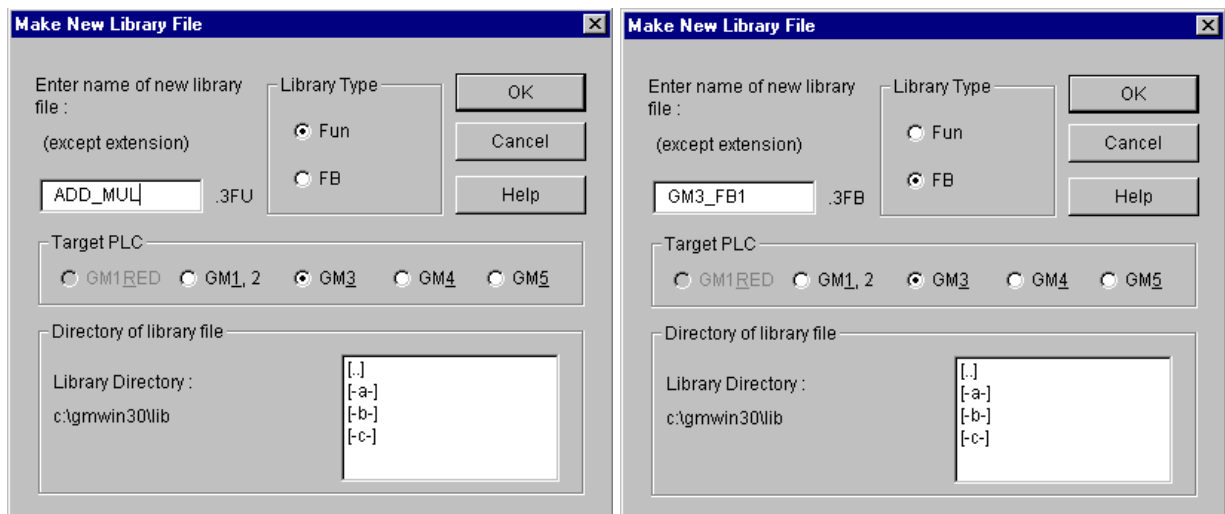 Make New Library File
Enter name of new library
file :
(except extension)
ADD_MUL .3FU
Library Type
Fun
FB
OK
Cancel
Help
Target PLC
GM1RED GM1, 2 GM3 GM4 GM5
Directory of library file
Library Directory :
c:\gmwin30\lib
[..]
[-a-]
[-b-]
[-c-]
Make New Library File
Enter name of new library
file :
(except extension)
GM3_FB1 .3FB
Library Type
Fun
FB
OK
Cancel
Help
Target PLC
GM1RED GM1, 2 GM3 GM4 GM5
Directory of library file
Library Directory :
c:\gmwin30\lib
[..]
[-a-]
[-b-]
[-c-]